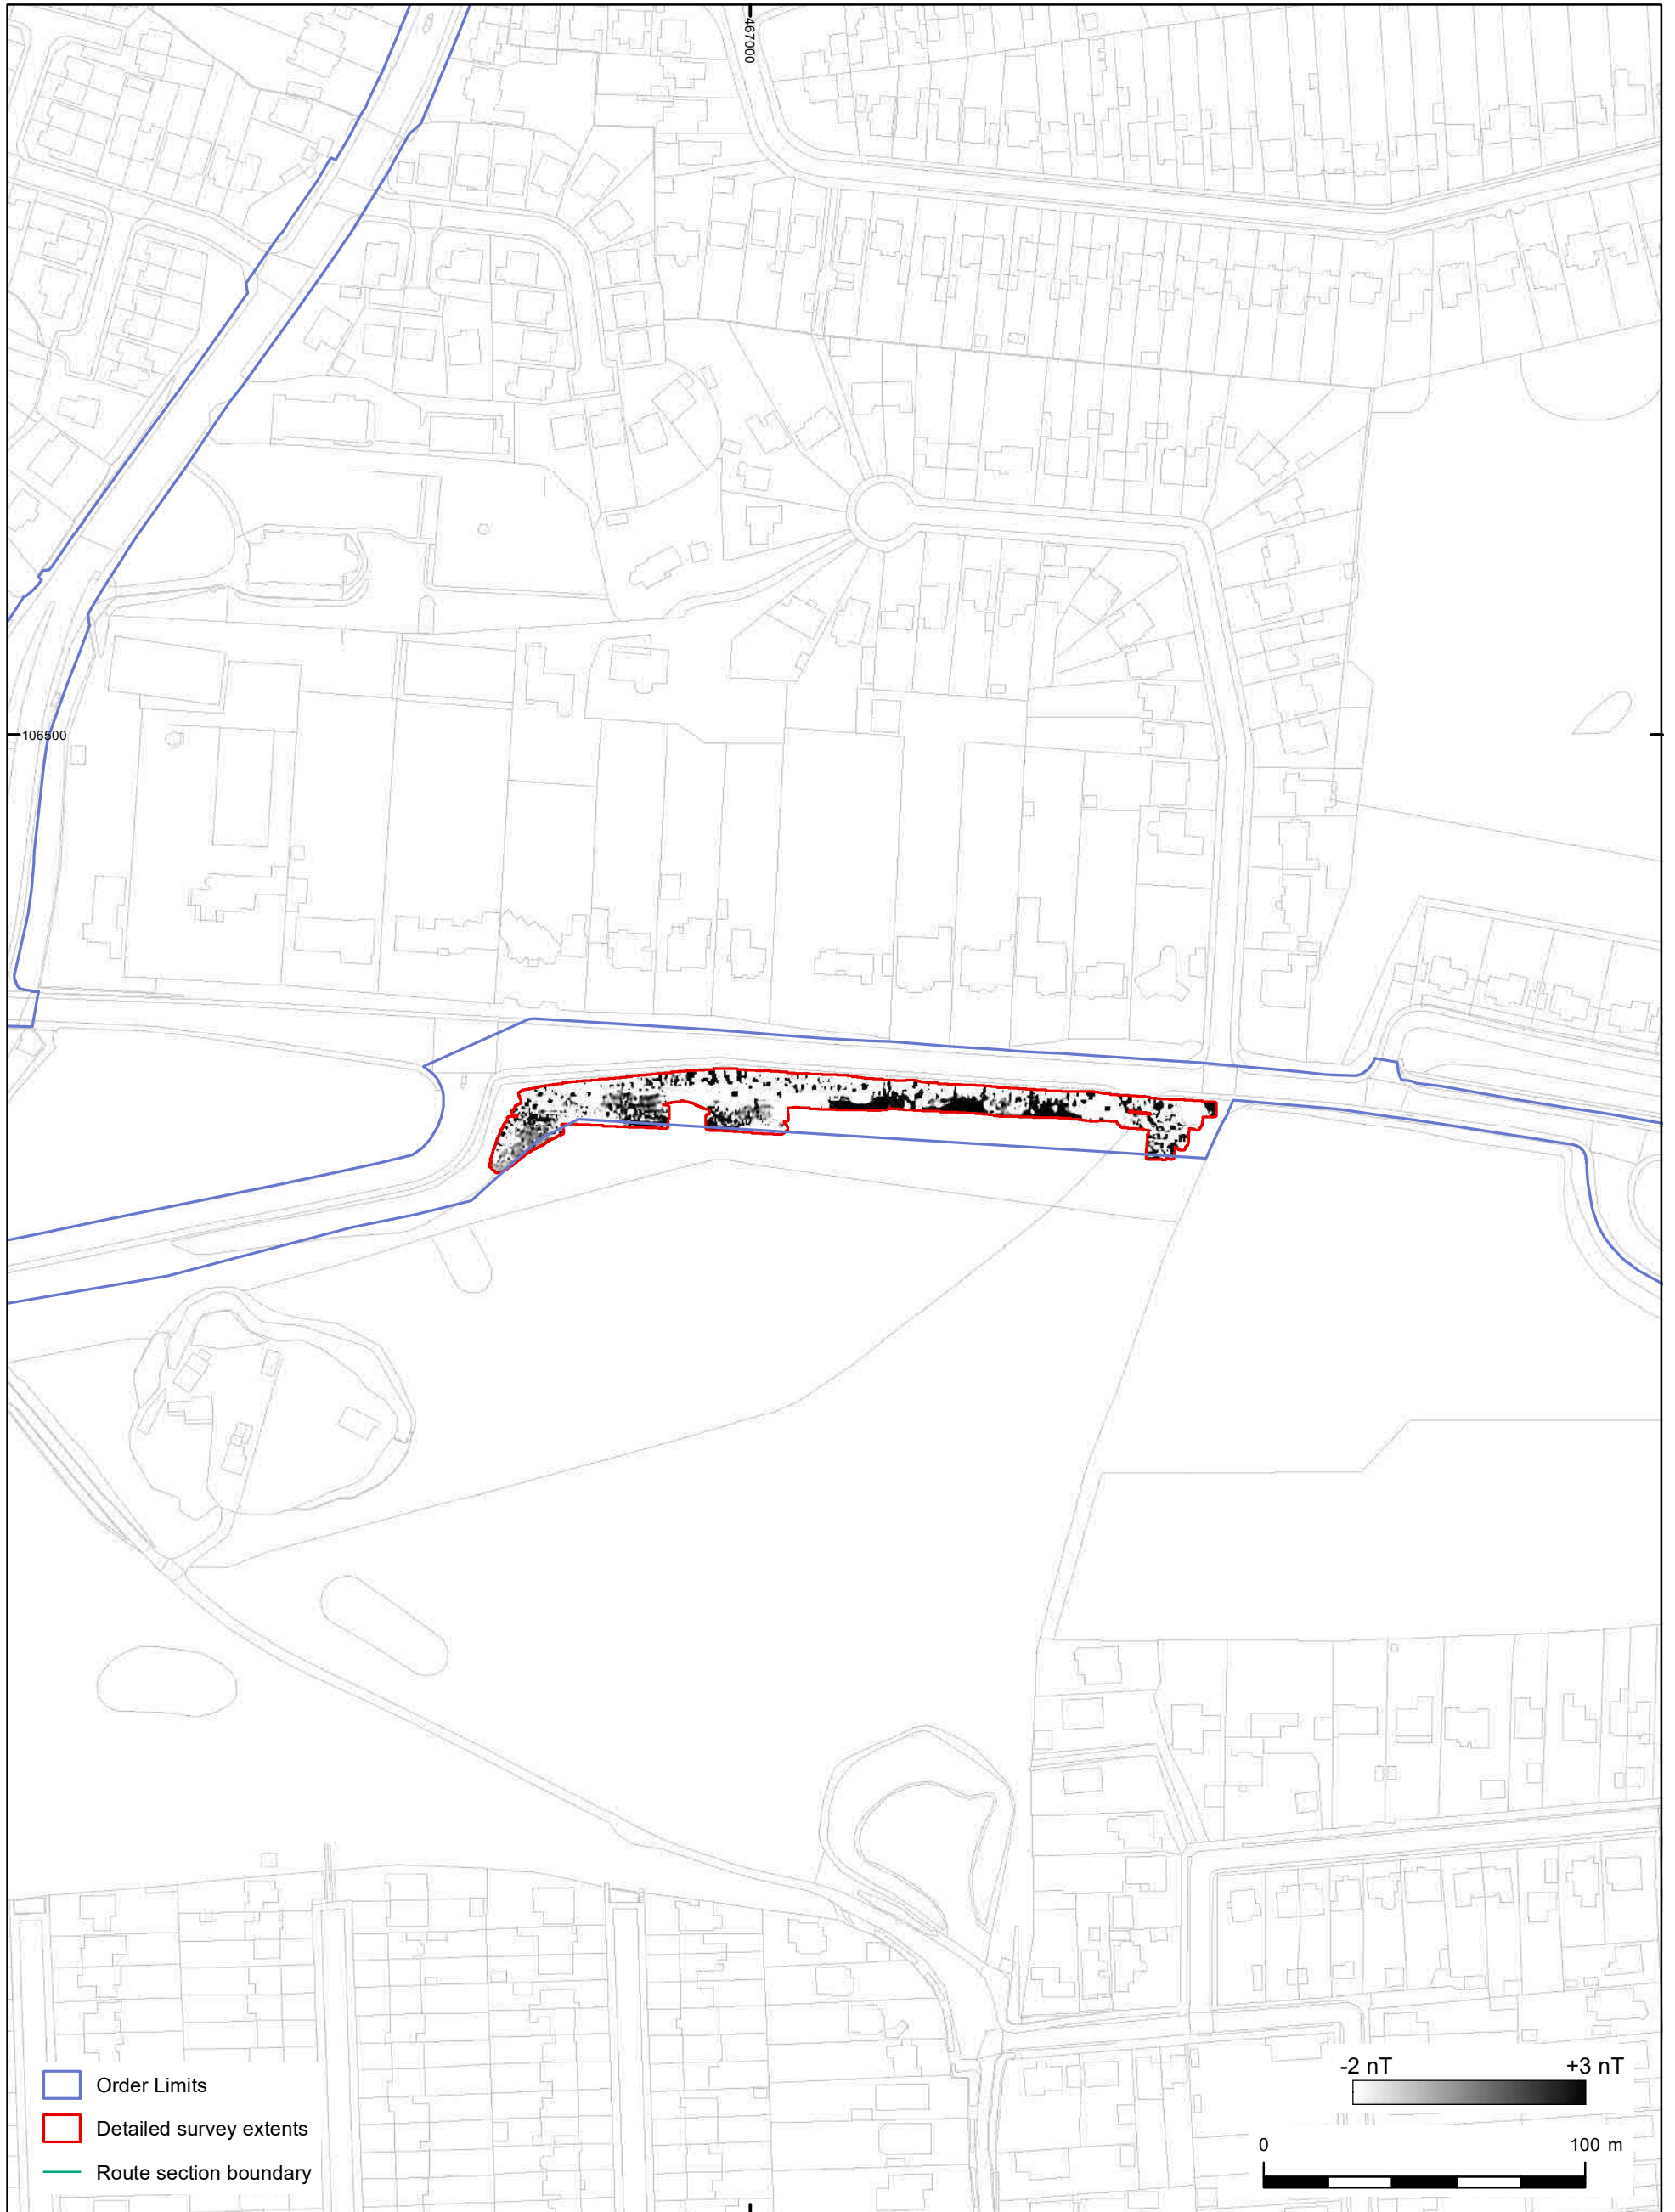 467000
106500
Order Limits
Detailed survey extents
Route section boundary
-2 nT +3 nT
0 100 m